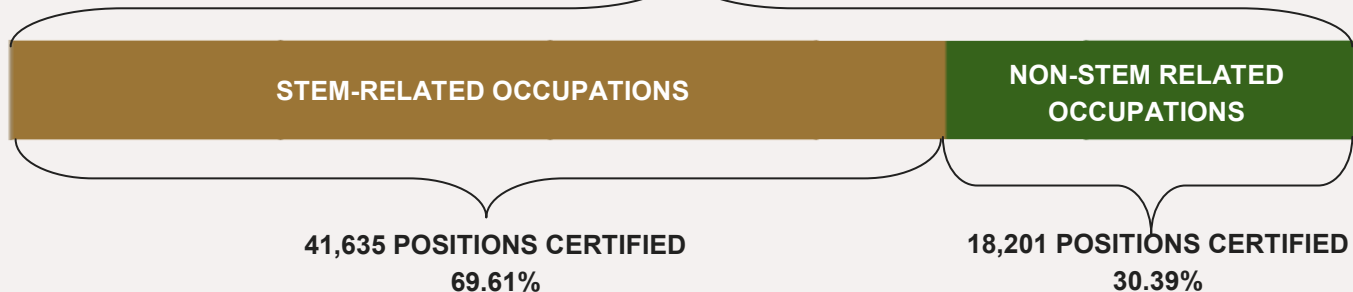 STEM-RELATED OCCUPATIONS
NON-STEM RELATED
OCCUPATIONS
41,635 POSITIONS CERTIFIED
69.61%
18,201 POSITIONS CERTIFIED
30.39%